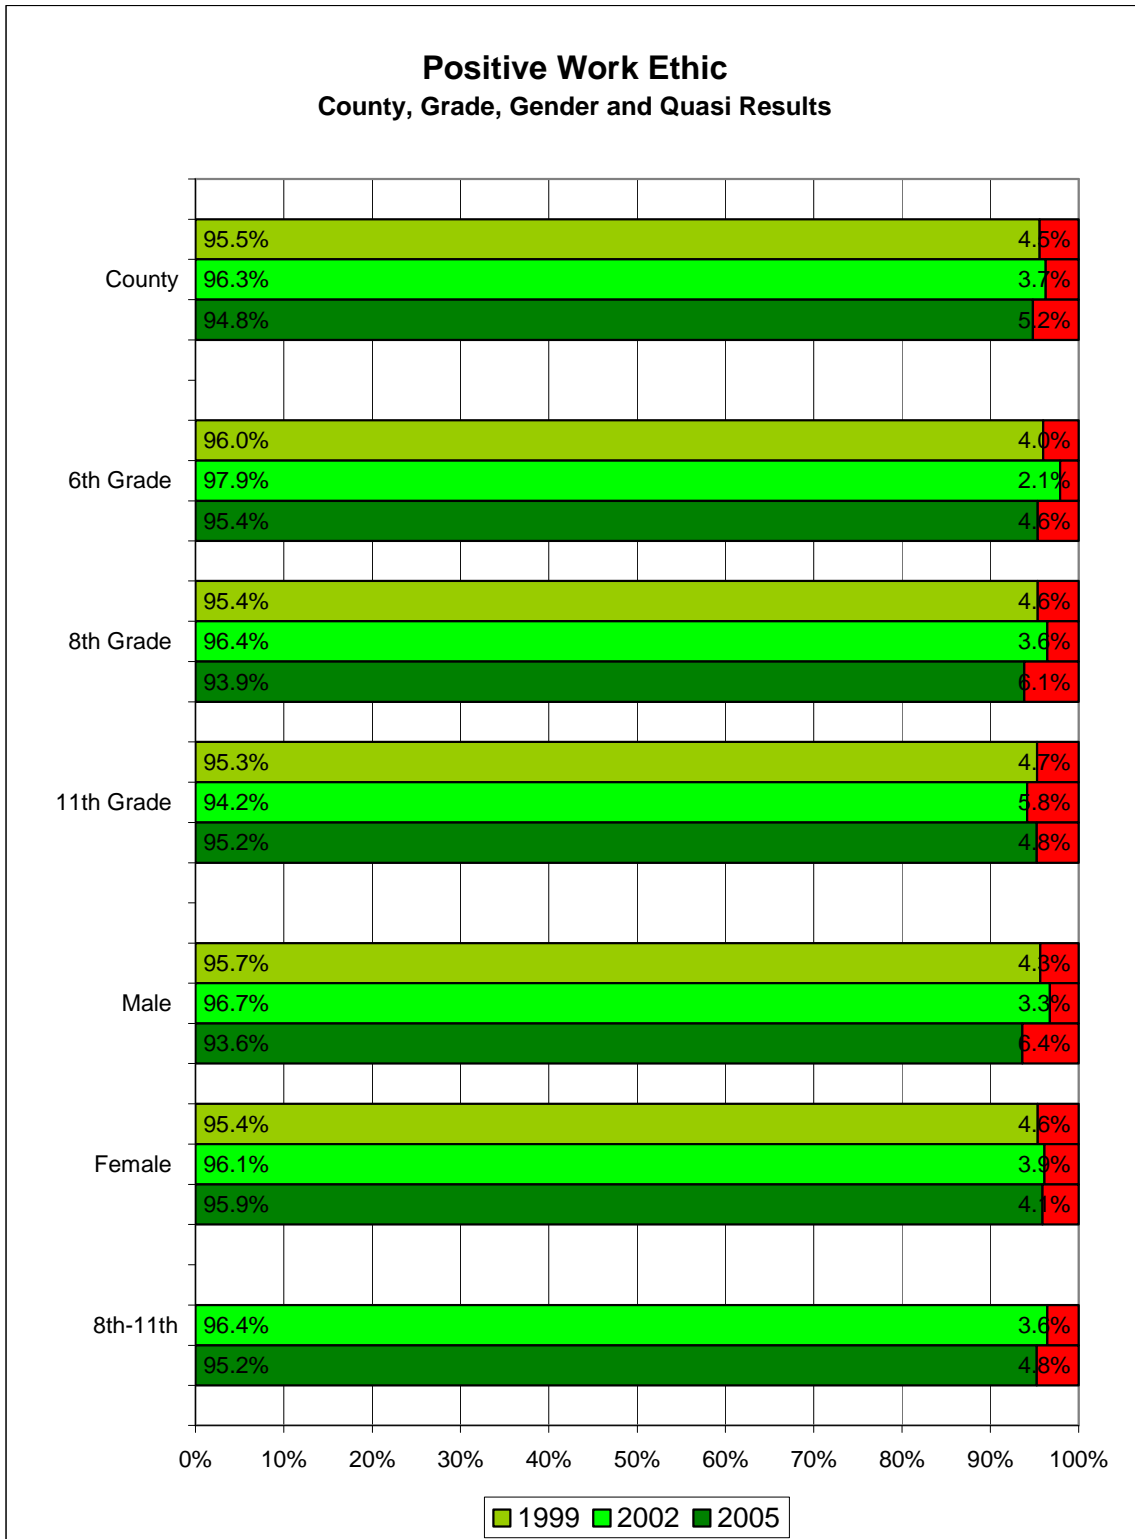 Positive Work Ethic
County, Grade, Gender and Quasi Results
95.5% 4.5%
County 96.3% 3.7%
94.8% 5.2%
96.0% 4.0%
6th Grade 97.9% 2.1%
95.4% 4.6%
95.4% 4.6%
8th Grade 96.4% 3.6%
93.9% 6.1%
95.3% 4.7%
11th Grade 94.2% 5.8%
95.2% 4.8%
95.7% 4.3%
Male 96.7% 3.3%
93.6% 6.4%
95.4% 4.6%
Female 96.1% 3.9%
95.9% 4.1%
8th-11th 96.4% 3.6%
95.2% 4.8%
0% 10% 20% 30% 40% 50% 60% 70% 80% 90% 100%
1999 2002 2005